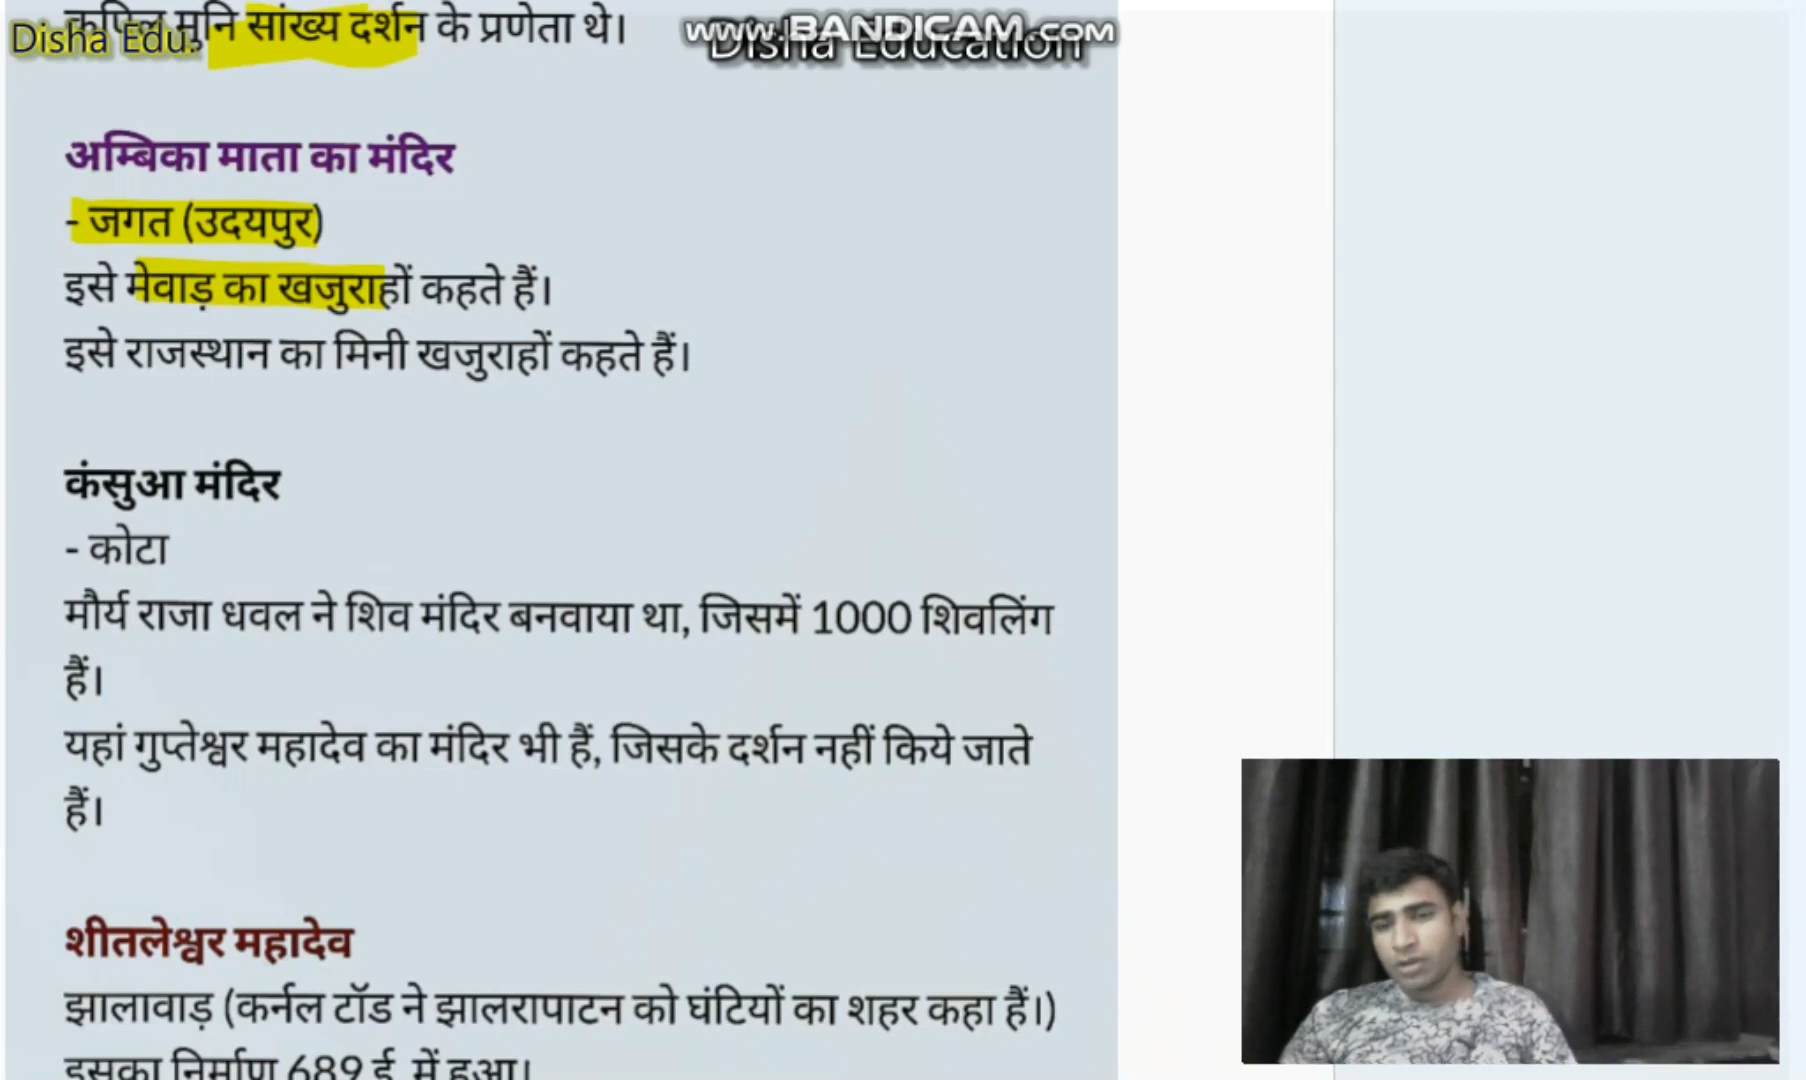 कपिल मुनि सांख्य दर्शन के प्रणेता थे।
Disha Edu.
www.BANDICAM.com
Disha Education
अम्बिका माता का मंदिर
- जगत (उदयपुर)
इसे मेवाड़ का खजुराहों कहते हैं।
इसे राजस्थान का मिनी खजुराहों कहते हैं।
कंसुआ मंदिर
- कोटा
मौर्य राजा धवल ने शिव मंदिर बनवाया था, जिसमें 1000 शिवलिंग
हैं।
यहां गुप्तेश्वर महादेव का मंदिर भी हैं, जिसके दर्शन नहीं किये जाते
हैं।
शीतलेश्वर महादेव
झालावाड़ (कर्नल टॉड ने झालरापाटन को घंटियों का शहर कहा हैं।)
इसका निर्माण 689 ई. में हुआ।